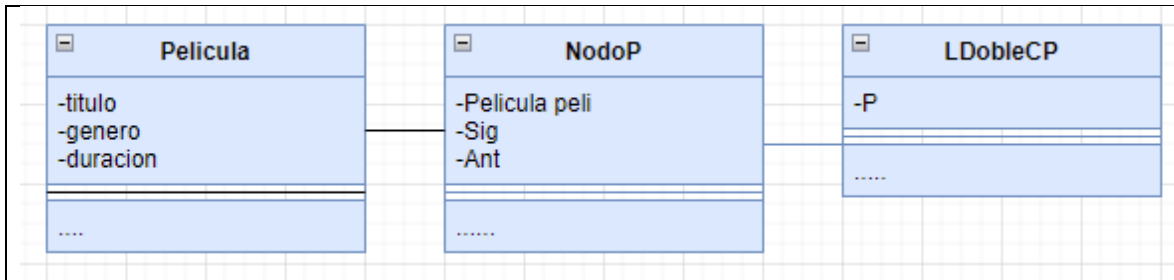 Pelicula
-titulo
-genero
-duracion
....
NodoP
-Pelicula peli
-Sig
-Ant
......
LDobleCP
-P
.....